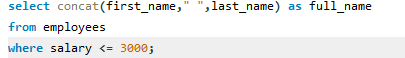 select concat(first_name," ",last_name) as full_name
from employees
where salary <= 3000;